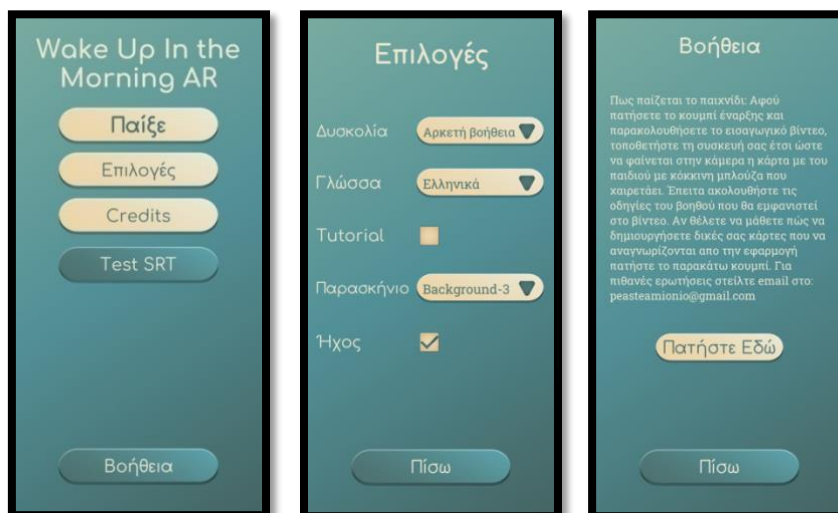 Wake Up In the
Morning AR
Παίξε
Επιλογές
Credits
Test SRT
Βοήθεια
Επιλογές
Δυσκολία Αρκετή βοήθεια
Γλώσσα Ελληνικά
Tutorial
Παρασκήνιο Background-3
Ήχος
Πίσω
Βοήθεια
Πως παίζεται το παιχνίδι: Αφού
πατήσετε το κουμπί έναρξης και
παρακολουθήσετε το εισαγωγικό βίντεο,
τοποθετήστε τη συσκευή σας έτσι ώστε
να φαίνεται στην κάμερα η κάρτα με του
παιδιού με κόκκινη μπλούζα που
χαιρετάει. Έπειτα ακολουθήστε τις
οδηγίες του βοηθού που θα εμφανιστεί
στο βίντεο. Αν θέλετε να μάθετε πώς να
δημιουργήσετε δικές σας κάρτες που να
αναγνωρίζονται απο την εφαρμογή
πατήστε το παρακάτω κουμπί. Για
πιθανές ερωτήσεις στείλτε email στο:
peasteamionio@gmail.com
Πατήστε Εδώ
Πίσω